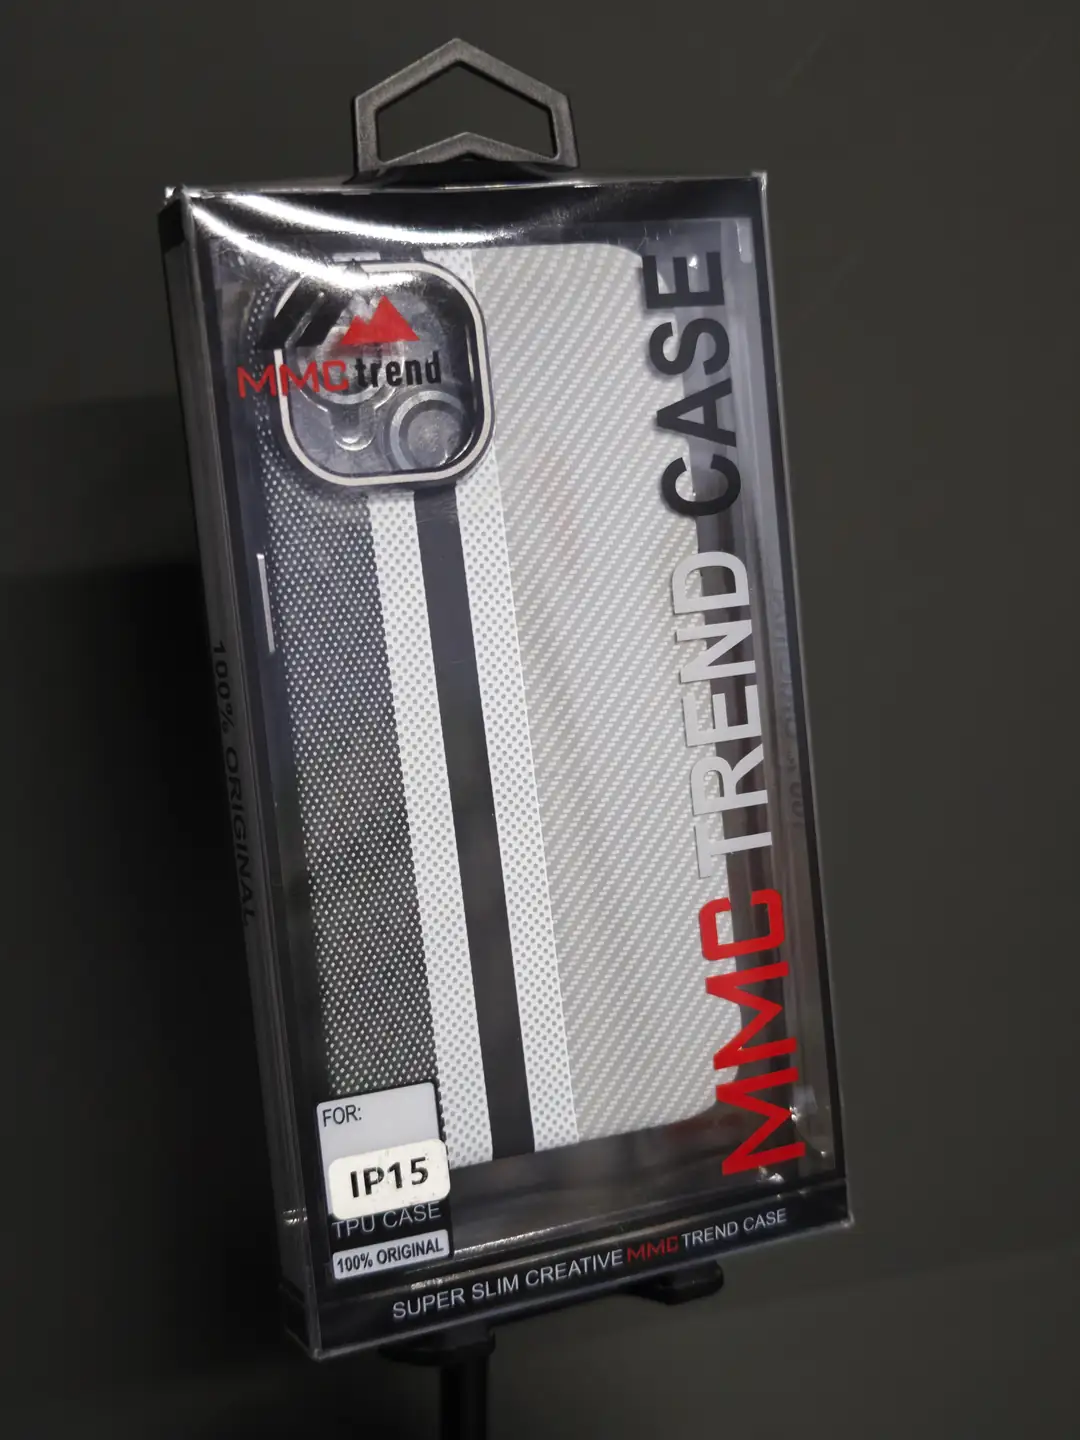 MMC trend
MMC TREND CASE
100% ORIGINAL
FOR:
IP15
TPU CASE
100% ORIGINAL
SUPER SLIM CREATIVE MMC TREND CASE